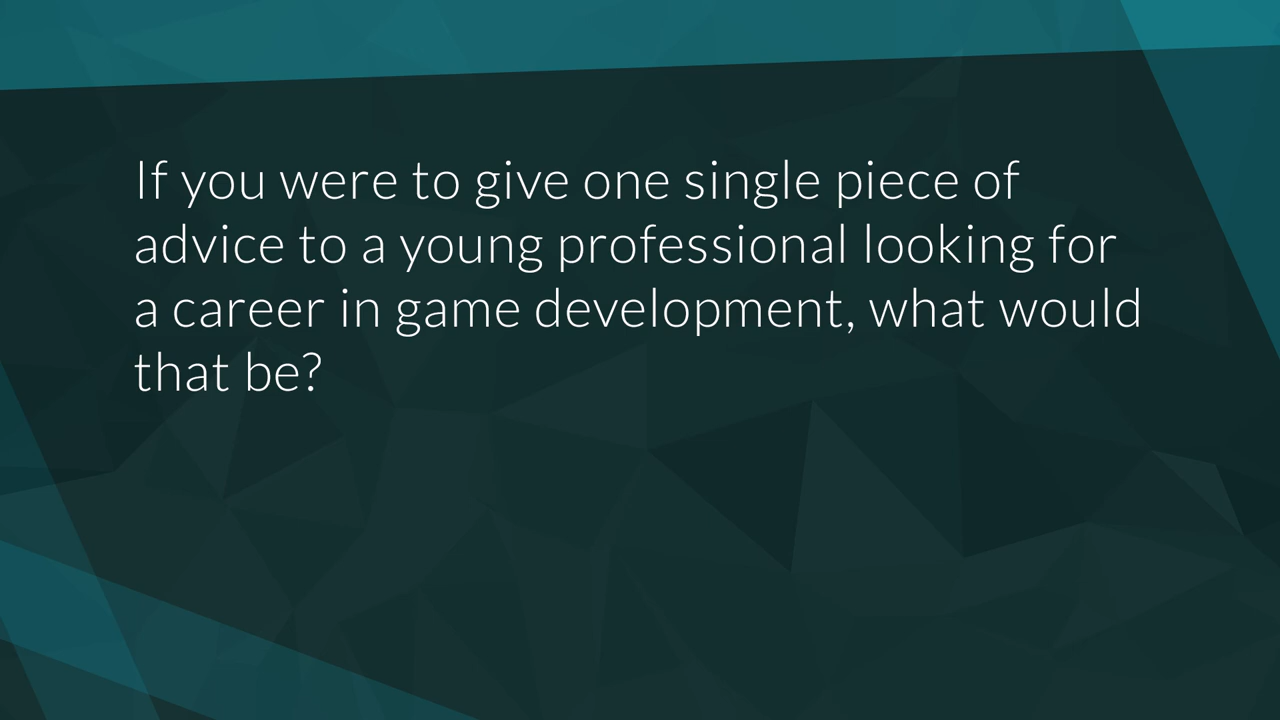 If you were to give one single piece of
advice to a young professional looking for
a career in game development, what would
that be?